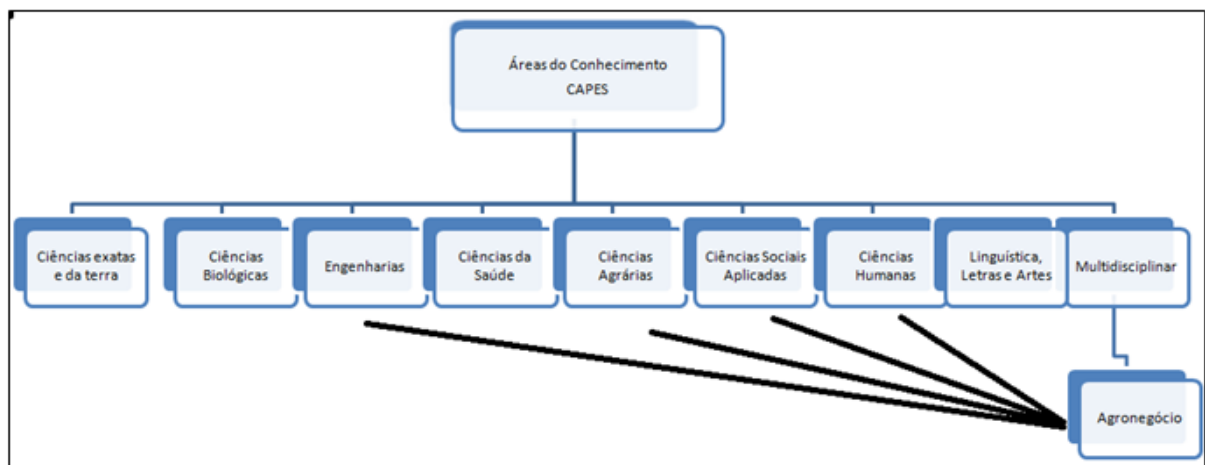 Áreas do Conhecimento
CAPES
Ciências exatas
e da terra
Ciências
Biológicas
Engenharias
Ciências da
Saúde
Ciências
Agrárias
Ciências Sociais
Aplicadas
Ciências
Humanas
Linguística,
Letras e Artes
Multidisciplinar
Agronegócio